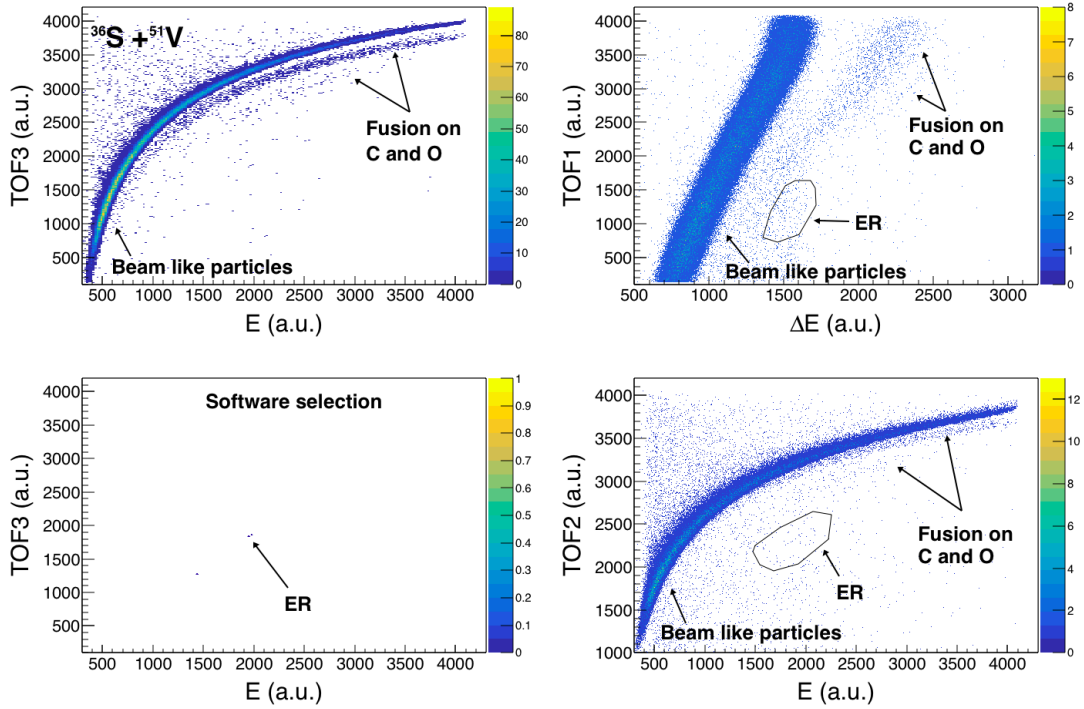 ³⁶S + ⁵¹V
TOF3 (a.u.)
4000
3500
3000
2500
2000
1500
1000
500
Fusion on
C and O
Beam like particles
500 1000 1500 2000 2500 3000 3500 4000
E (a.u.)
80
70
60
50
40
30
20
10
0
TOF1 (a.u.)
4000
3500
3000
2500
2000
1500
1000
500
Fusion on
C and O
ER
Beam like particles
500 1000 1500 2000 2500 3000
ΔE (a.u.)
8
7
6
5
4
3
2
1
0
Software selection
TOF3 (a.u.)
4000
3500
3000
2500
2000
1500
1000
500
ER
500 1000 1500 2000 2500 3000 3500 4000
E (a.u.)
1
0.9
0.8
0.7
0.6
0.5
0.4
0.3
0.2
0.1
0
TOF2 (a.u.)
4000
3500
3000
2500
2000
1500
1000
Fusion on
C and O
ER
Beam like particles
500 1000 1500 2000 2500 3000 3500 4000
E (a.u.)
12
10
8
6
4
2
0